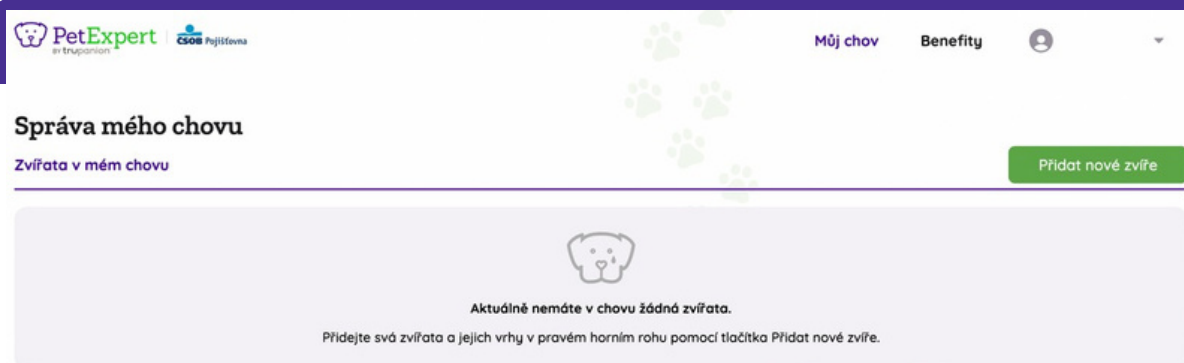 PetExpert
BY trupanion
ČSOB Pojišťovna
Můj chov
Benefity
Správa mého chovu
Zvířata v mém chovu
Přidat nové zvíře
Aktuálně nemáte v chovu žádná zvířata.
Přidejte svá zvířata a jejich vrhy v pravém horním rohu pomocí tlačítka Přidat nové zvíře.